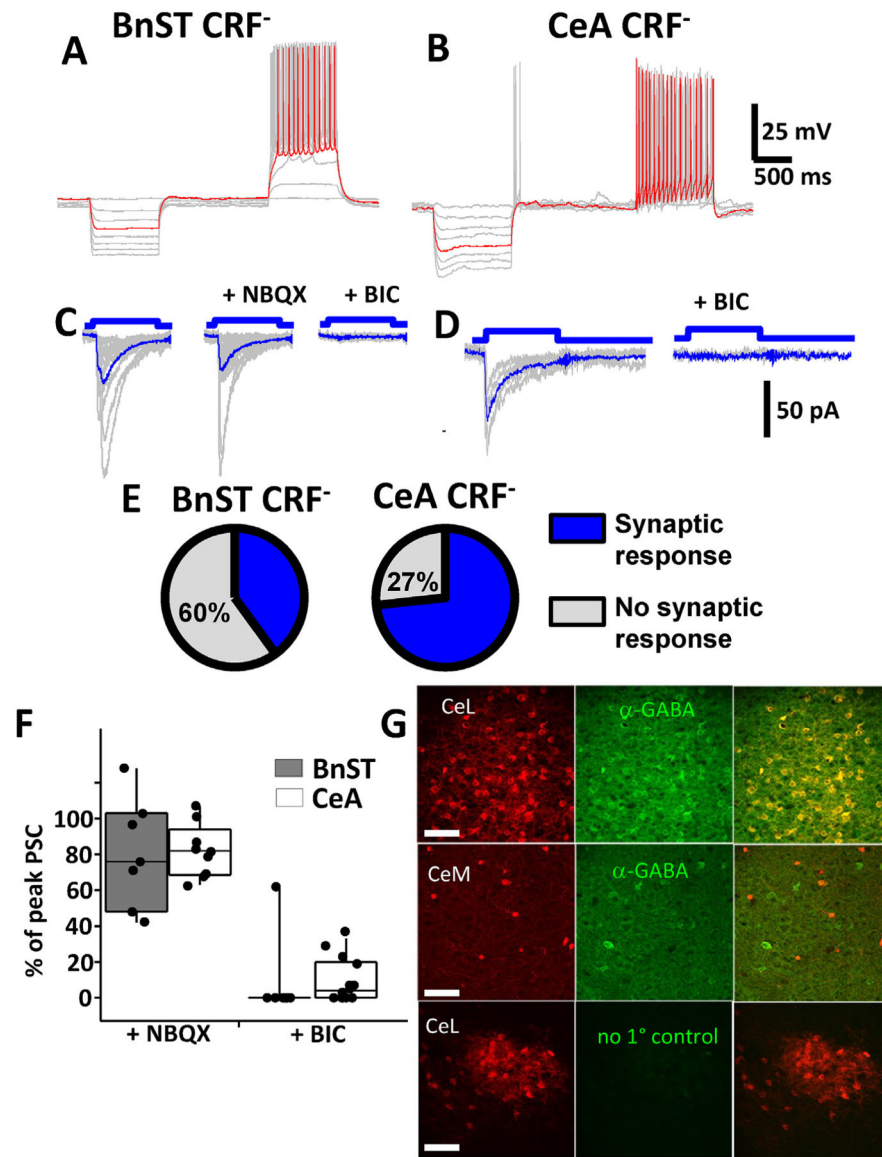 BnST CRF⁻
CeA CRF⁻
A
B
25 mV
500 ms
C
+ NBQX
+ BIC
D
+ BIC
50 pA
E
BnST CRF⁻
CeA CRF⁻
60%
27%
Synaptic
response
No synaptic
response
F
BnST
CeA
% of peak PSC
100
80
60
40
20
0
+ NBQX
+ BIC
G
CeL
α-GABA
CeM
α-GABA
CeL
no 1° control